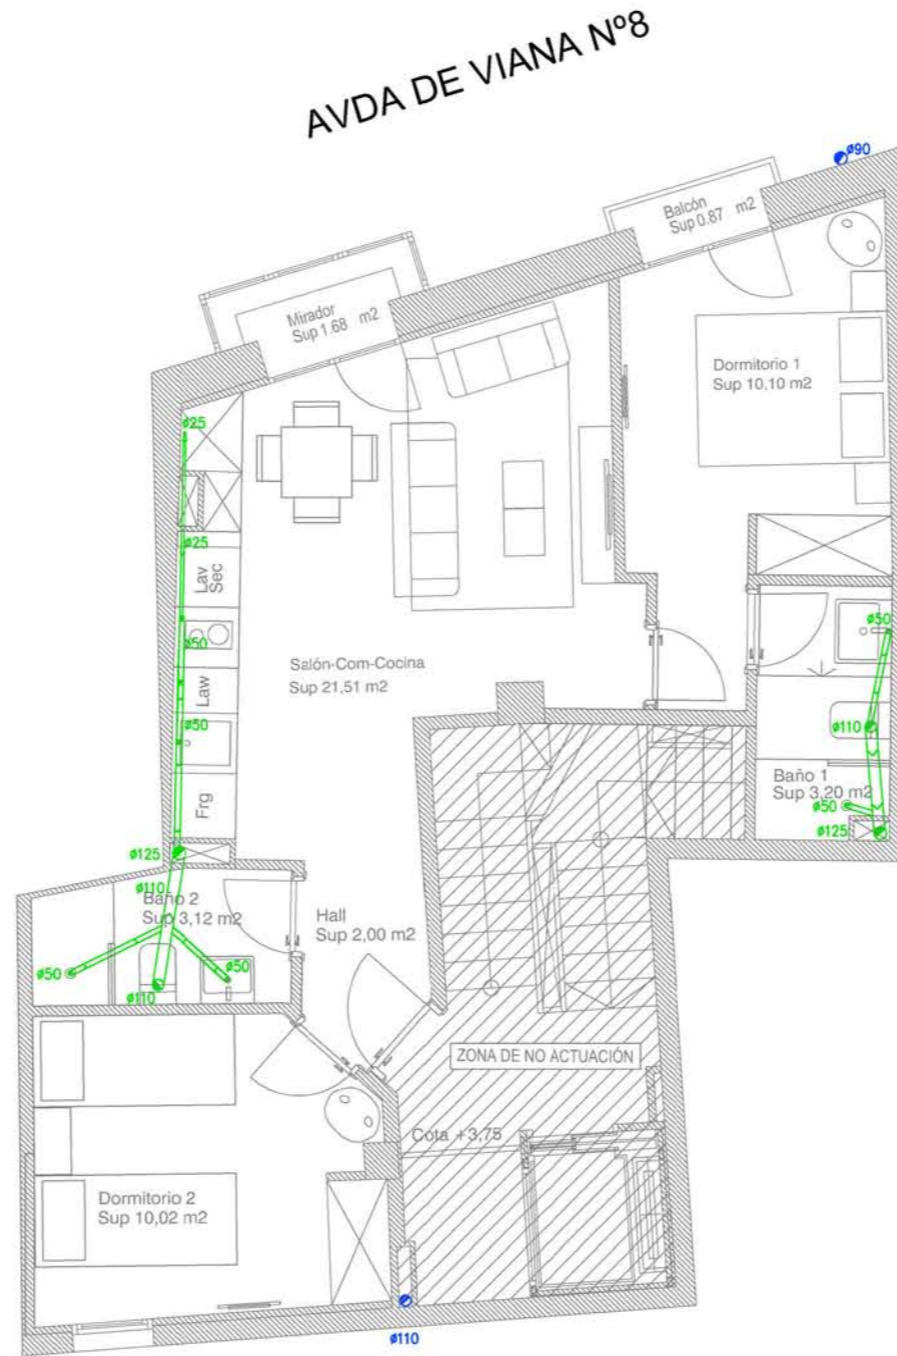 AVDA DE VIANA Nº8
ø90
Balcón
Sup 0.87 m2
Mirador
Sup 1.68 m2
Dormitorio 1
Sup 10,10 m2
ø25
ø25
Lav
Sec
ø50
Law
ø50
Frg
Salón-Com-Cocina
Sup 21,51 m2
ø50
ø110
Baño 1
Sup 3,20 m2
ø50
ø125
ø125
ø110
Baño 2
Sup 3,12 m2
Hall
Sup 2,00 m2
ø50
ø50
ø110
ZONA DE NO ACTUACIÓN
Cota +3,75
Dormitorio 2
Sup 10,02 m2
ø110